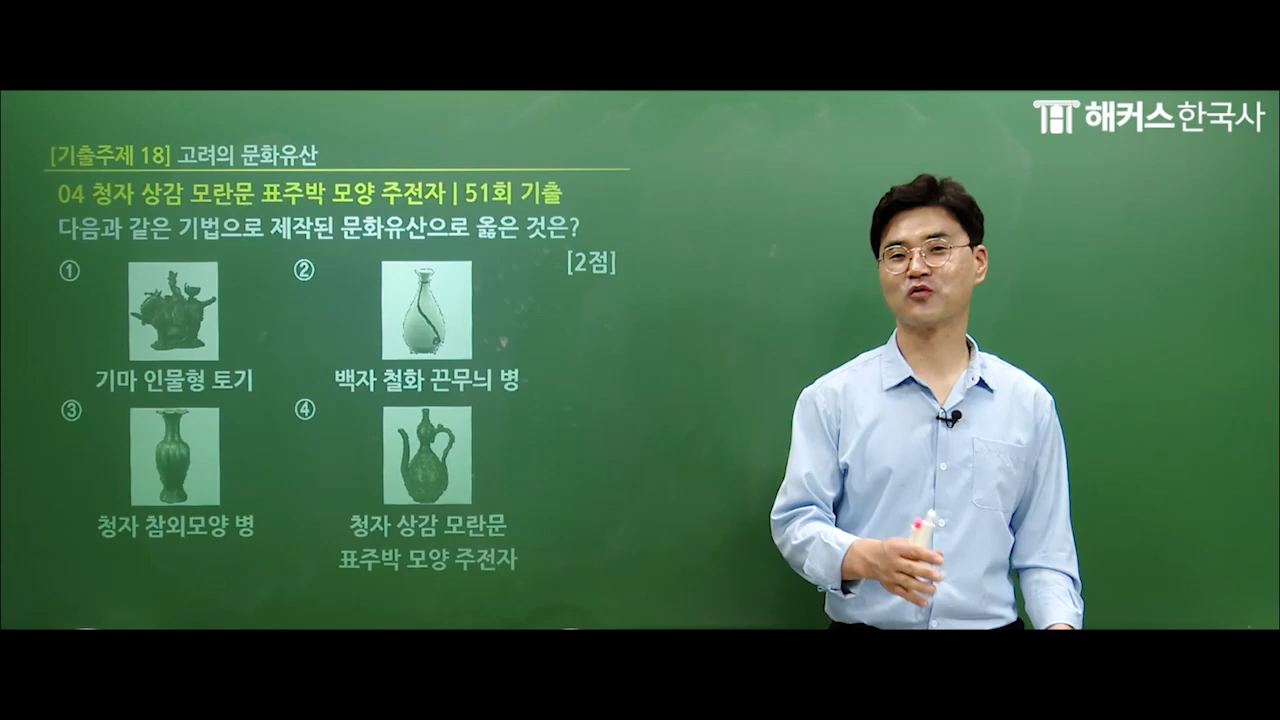 해커스한국사
[기출주제 18] 고려의 문화유산
04 청자 상감 모란문 표주박 모양 주전자 | 51회 기출
다음과 같은 기법으로 제작된 문화유산으로 옳은 것은?
[2점]
① ②
기마 인물형 토기 백자 철화 끈무늬 병
③ ④
청자 참외모양 병 청자 상감 모란문
표주박 모양 주전자